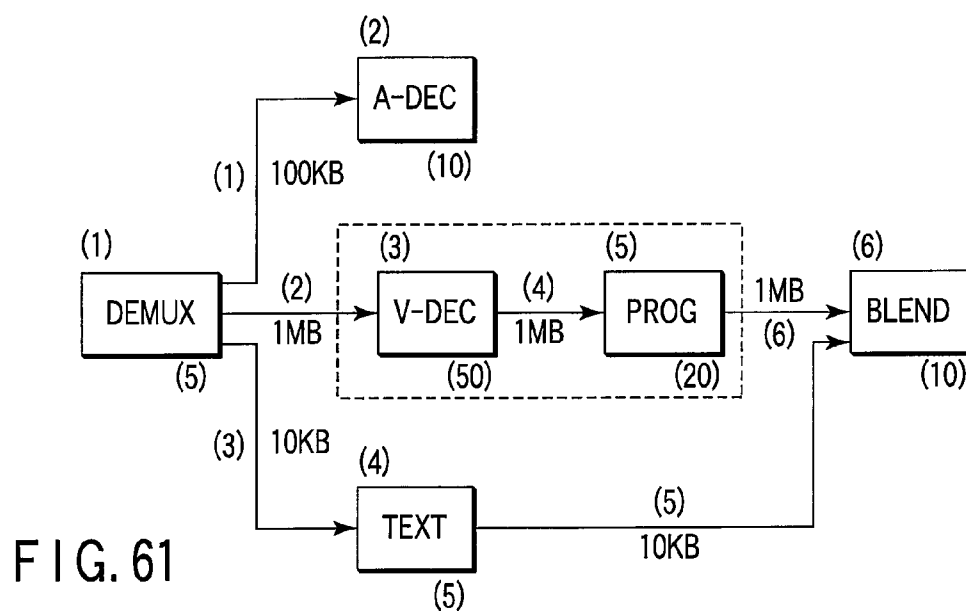 (2)
A-DEC
(10)
(1) 100KB
(1)
DEMUX
(5)
(2)
1MB
(3)
V-DEC
(50)
(4)
1MB
(5)
PROG
(20)
1MB
(6)
(6)
BLEND
(10)
(3) 10KB
(4)
TEXT
(5)
(5)
10KB
FIG. 61